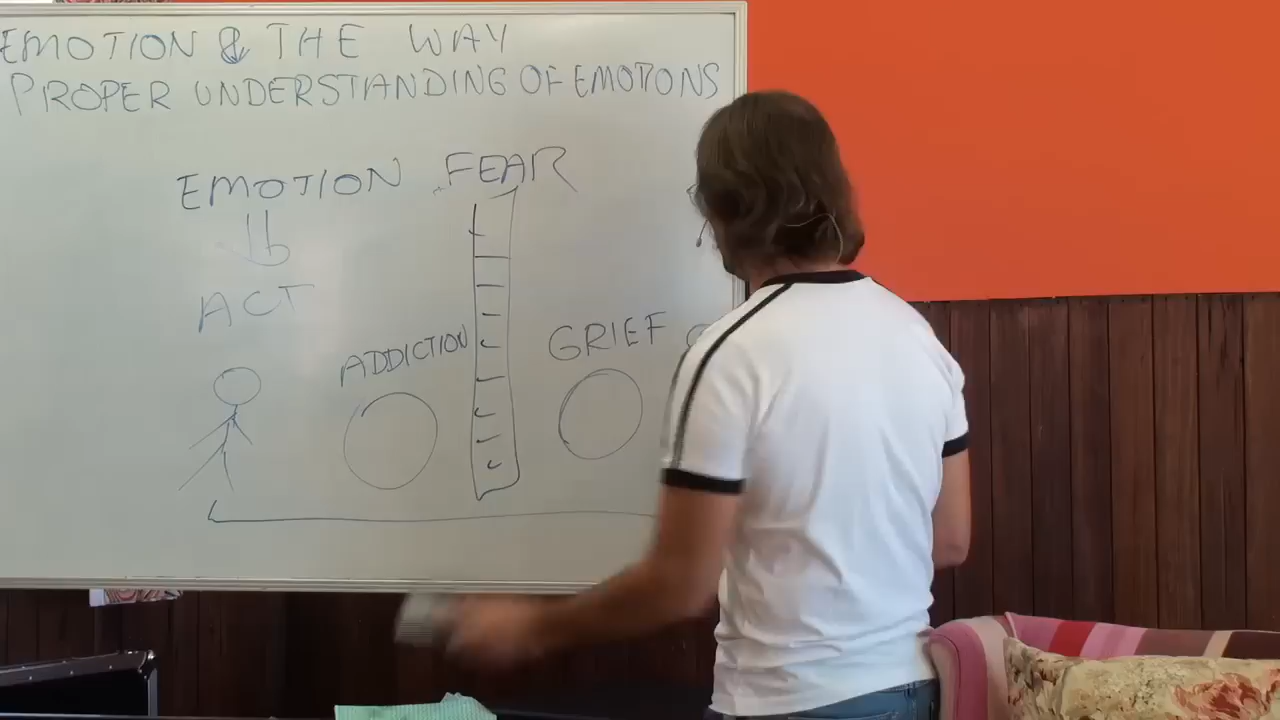 EMOTION & THE WAY
PROPER UNDERSTANDING OF EMOTIONS
EMOTION FEAR
ACT
ADDICTION
GRIEF